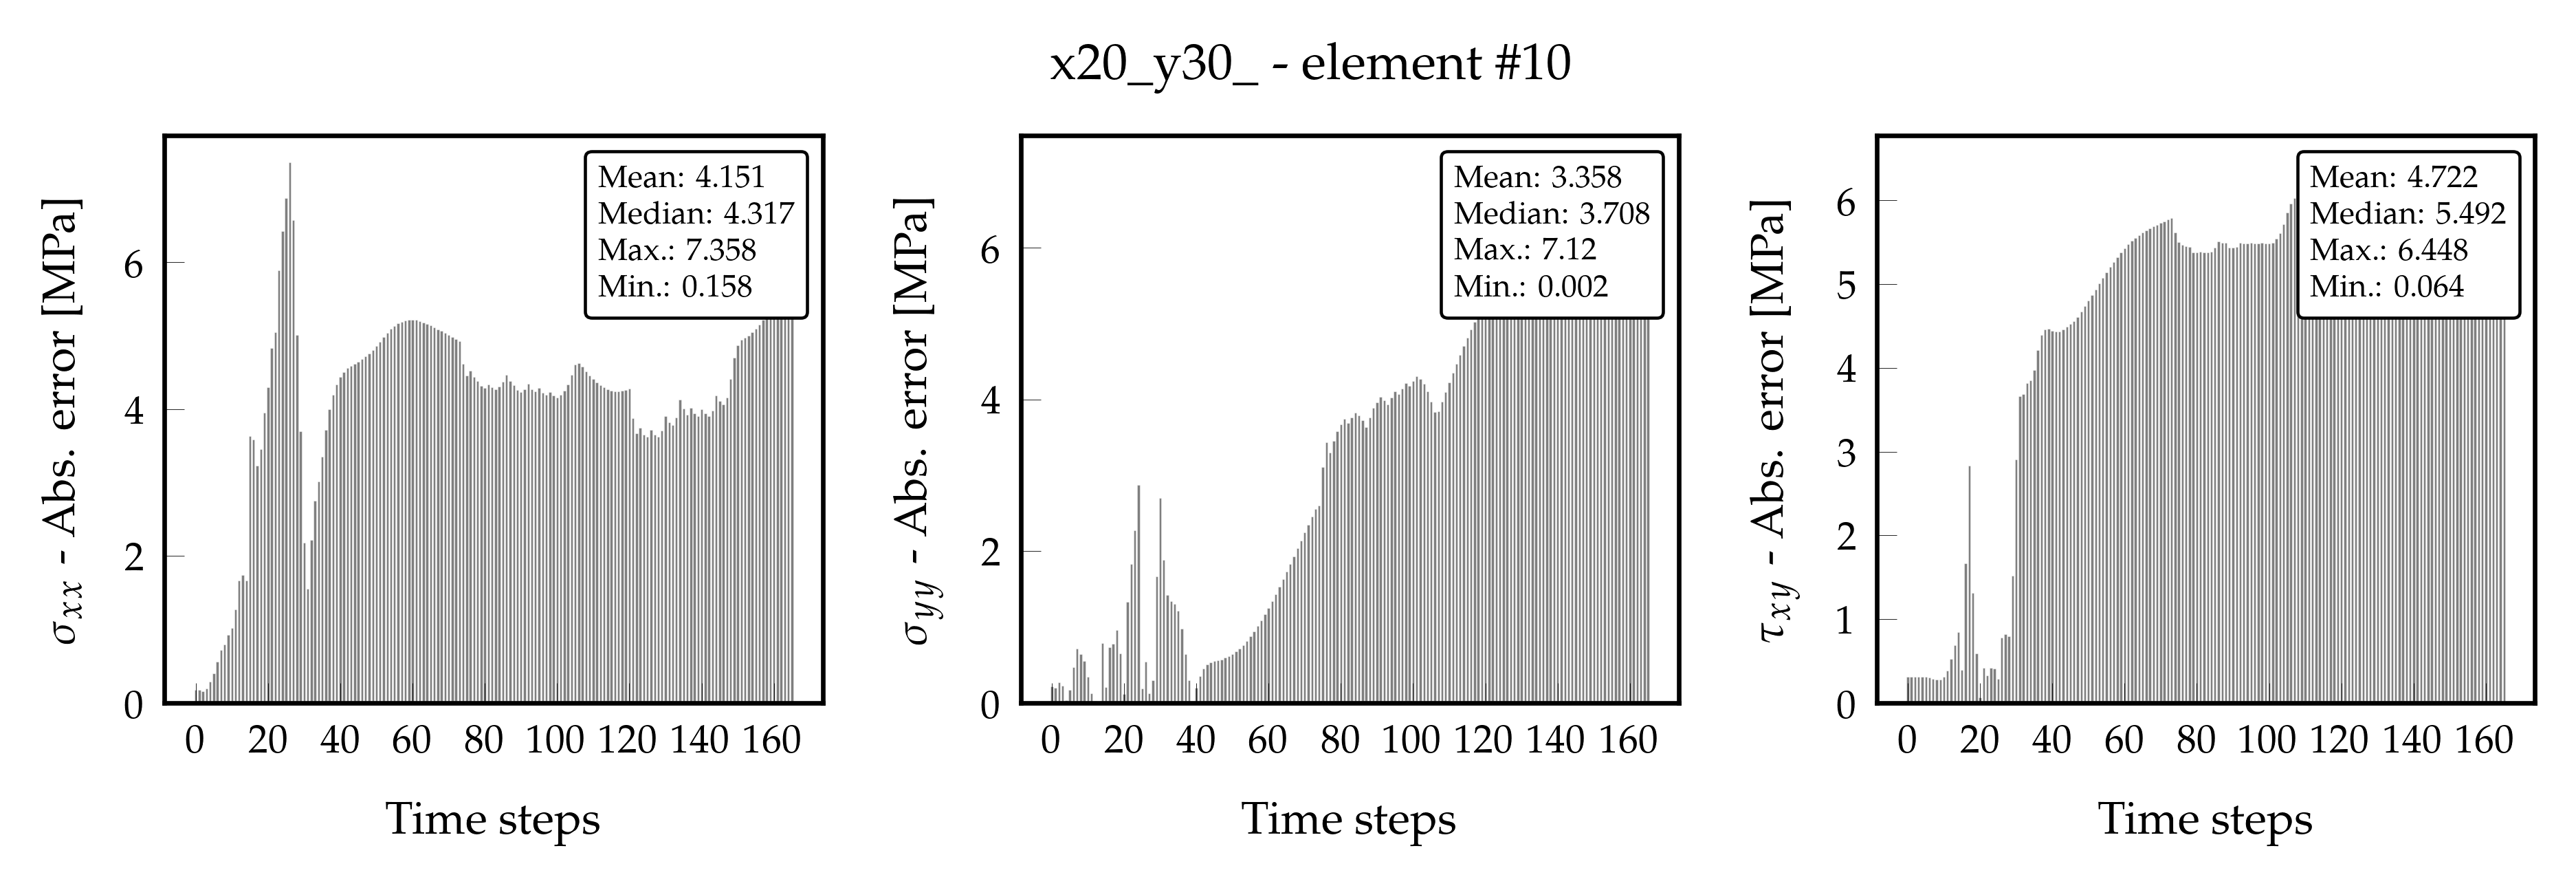 x20_y30_ - element #10
σxx - Abs. error [MPa]
6
4
2
0
Mean: 4.151
Median: 4.317
Max.: 7.358
Min.: 0.158
0 20 40 60 80 100 120 140 160
Time steps
σyy - Abs. error [MPa]
6
4
2
0
Mean: 3.358
Median: 3.708
Max.: 7.12
Min.: 0.002
0 20 40 60 80 100 120 140 160
Time steps
τxy - Abs. error [MPa]
6
5
4
3
2
1
0
Mean: 4.722
Median: 5.492
Max.: 6.448
Min.: 0.064
0 20 40 60 80 100 120 140 160
Time steps